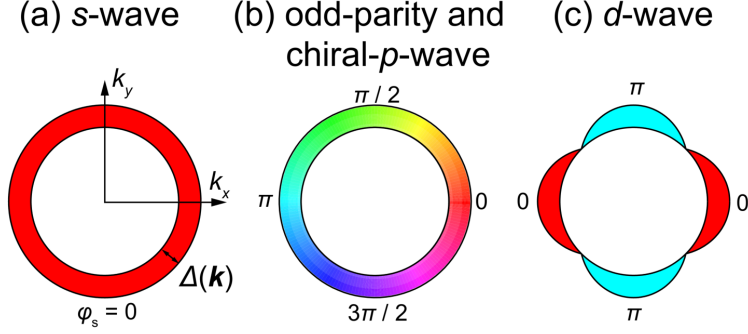 (a) s-wave
(b) odd-parity and
chiral-p-wave
(c) d-wave
k_y
k_x
Δ(k)
φ_s = 0
π / 2
π
0
3π / 2
π
0
0
π